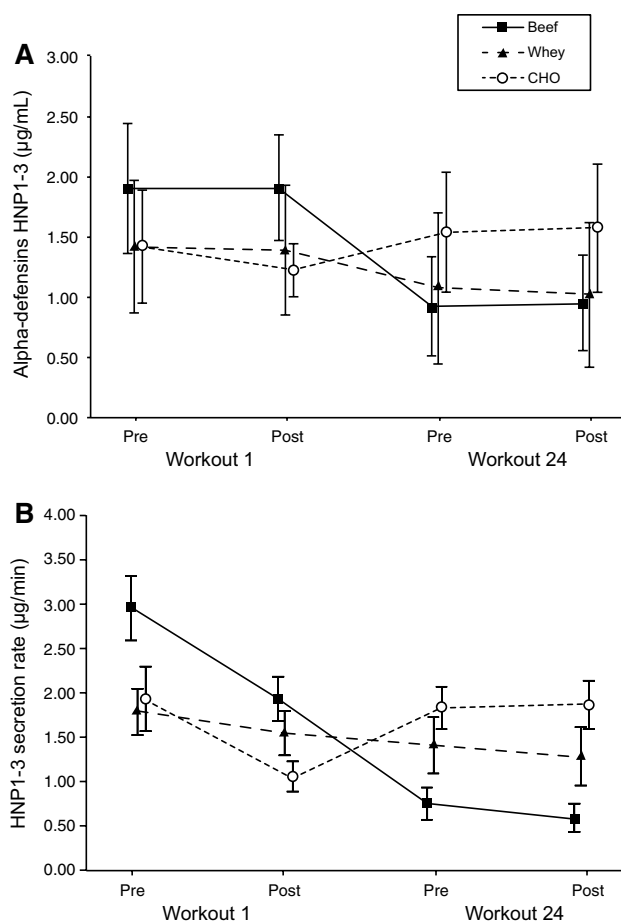 Beef
Whey
CHO
A
Alpha-defensins HNP1-3 (µg/mL)
3.00
2.50
2.00
1.50
1.00
0.50
0.00
Pre Post Pre Post
Workout 1 Workout 24
B
HNP1-3 secretion rate (µg/min)
4.00
3.50
3.00
2.50
2.00
1.50
1.00
0.50
0.00
Pre Post Pre Post
Workout 1 Workout 24